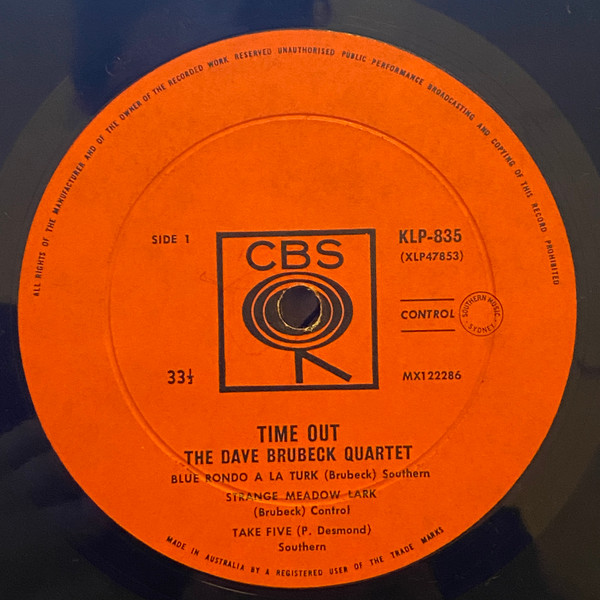 ALL RIGHTS OF THE MANUFACTURER AND OF THE OWNER OF THE RECORDED WORK RESERVED UNAUTHORISED PUBLIC PERFORMANCE BROADCASTING AND COPYING OF THIS RECORD PROHIBITED
SIDE 1
CBS
KLP-835
(XLP47853)
CONTROL
SOUTHERN MUSIC
SYDNEY
33⅓
MX122286
TIME OUT
THE DAVE BRUBECK QUARTET
BLUE RONDO A LA TURK (Brubeck) Southern
STRANGE MEADOW LARK
(Brubeck) Control
TAKE FIVE (P. Desmond)
Southern
MADE IN AUSTRALIA BY A REGISTERED USER OF THE TRADE MARKS